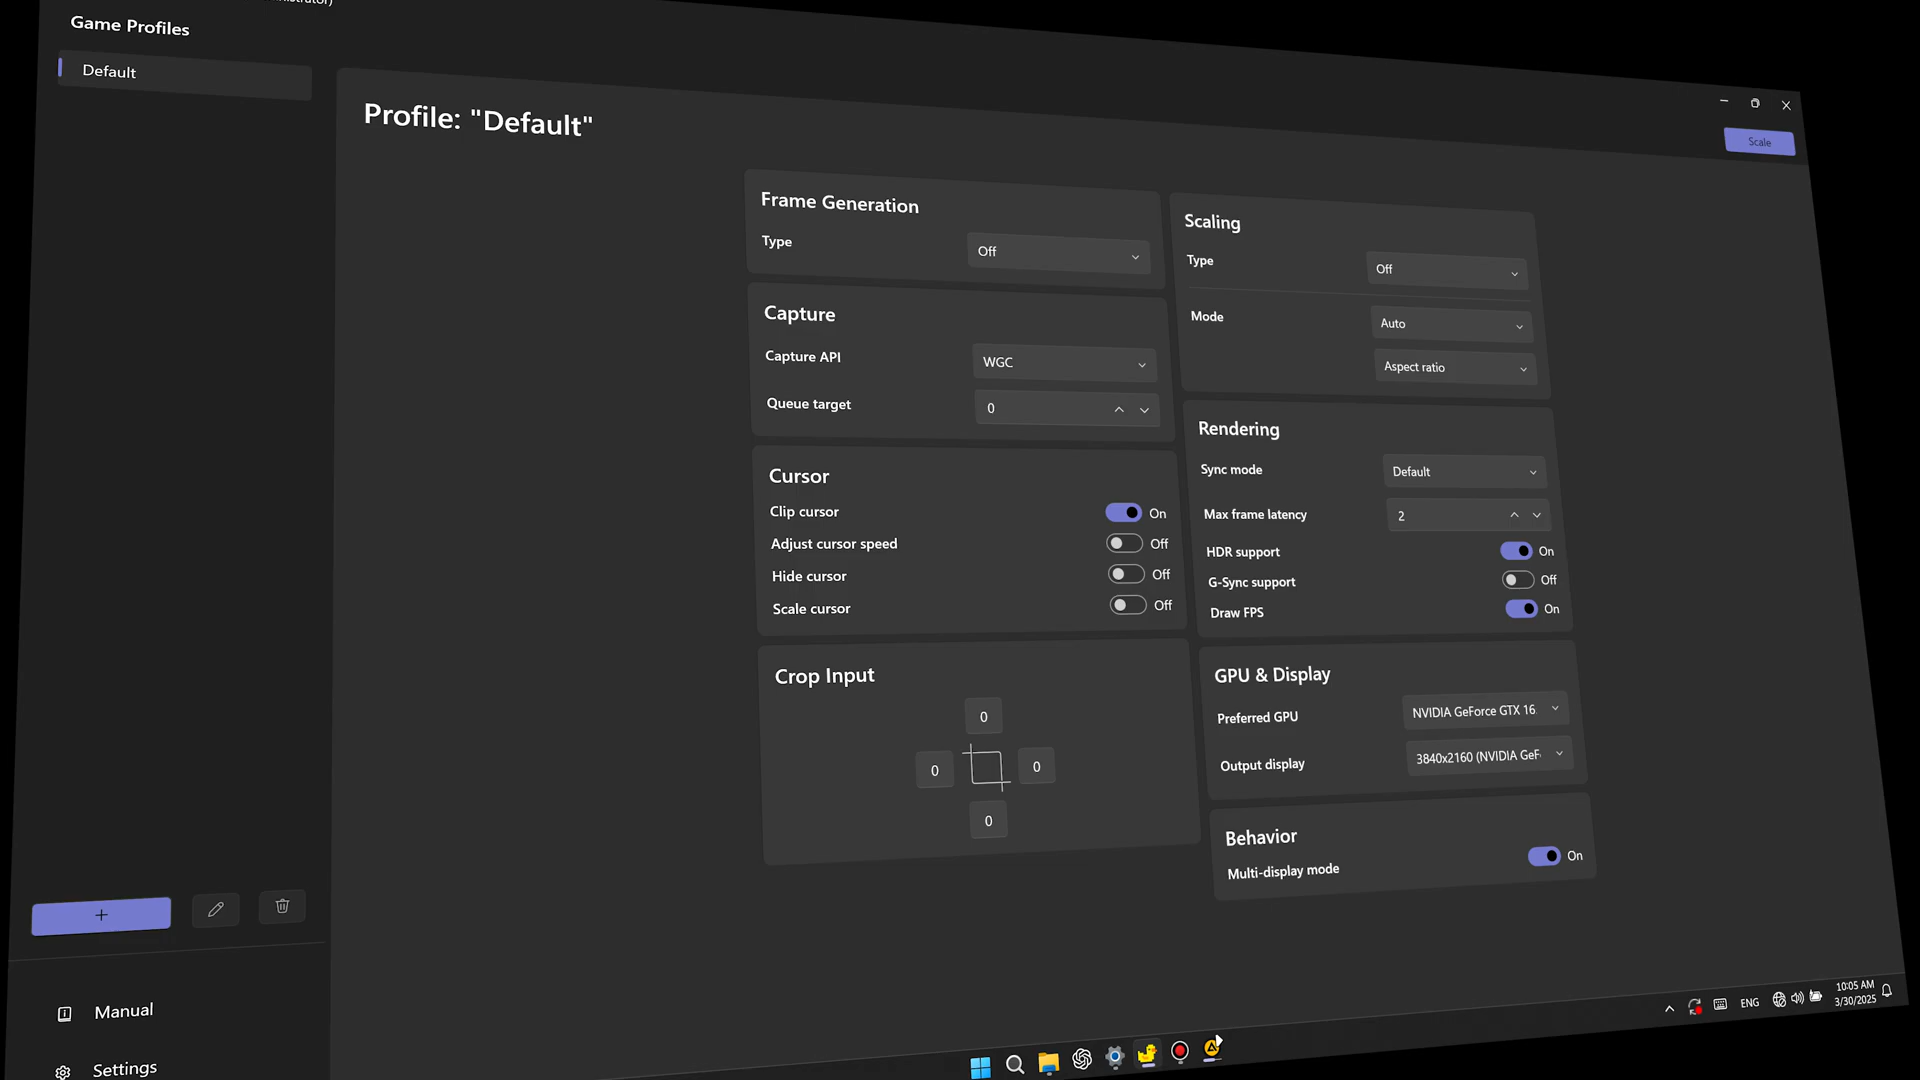 Game Profiles
Default
Profile: "Default"
Scale
Frame Generation
Type
Off
Capture
Capture API
WGC
Queue target
0
Cursor
Clip cursor
On
Adjust cursor speed
Off
Hide cursor
Off
Scale cursor
Off
Crop Input
0
0
0
0
Scaling
Type
Off
Mode
Auto
Aspect ratio
Rendering
Sync mode
Default
Max frame latency
2
HDR support
On
G-Sync support
Off
Draw FPS
On
GPU & Display
Preferred GPU
NVIDIA GeForce GTX 16
Output display
3840x2160 (NVIDIA GeF
Behavior
Multi-display mode
On
Manual
Settings
ENG
10:05 AM
3/30/2025